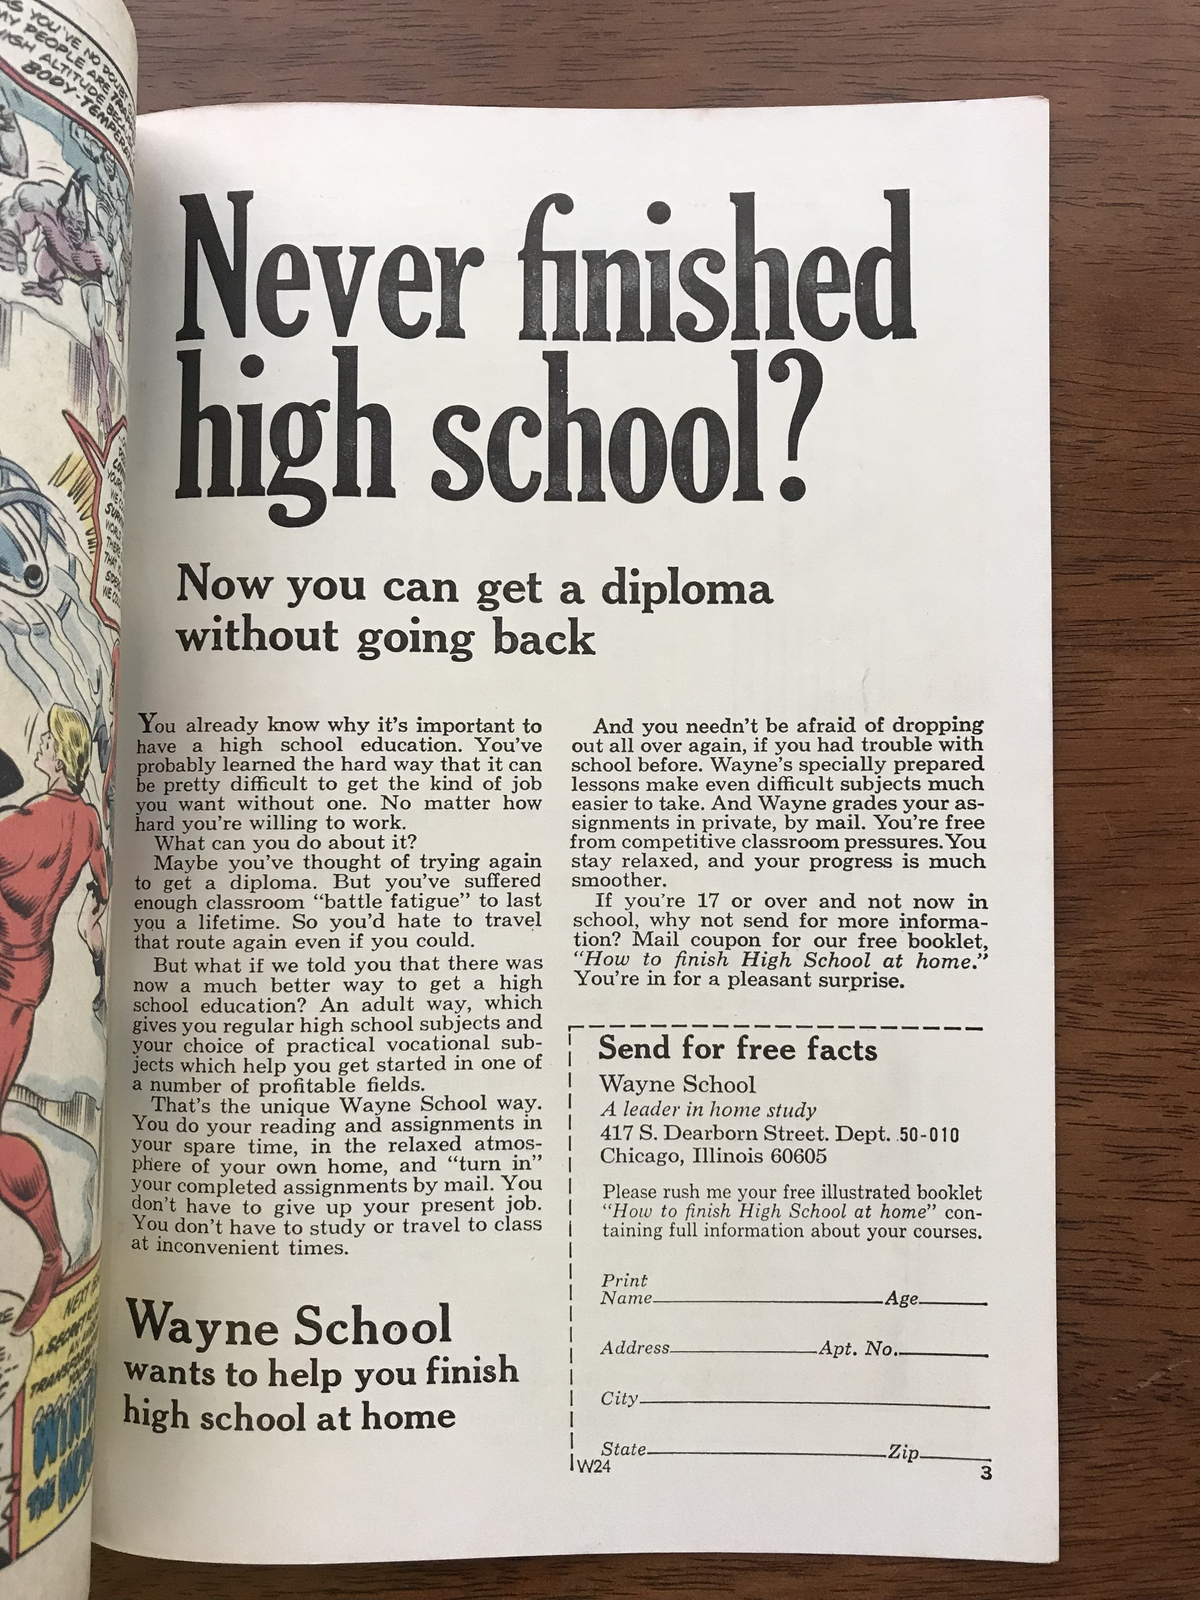 AS YOU'VE NO DOUBT
MY PEOPLE ARE
HIGH ALTITUDE
BODY-
NEXT
A SECRET
THE
Never finished
high school?
Now you can get a diploma
without going back
You already know why it's important to
have a high school education. You've
probably learned the hard way that it can
be pretty difficult to get the kind of job
you want without one. No matter how
hard you're willing to work.
What can you do about it?
Maybe you've thought of trying again
to get a diploma. But you've suffered
enough classroom “battle fatigue” to last
you a lifetime. So you'd hate to travel
that route again even if you could.
But what if we told you that there was
now a much better way to get a high
school education? An adult way, which
gives you regular high school subjects and
your choice of practical vocational sub-
jects which help you get started in one of
a number of profitable fields.
That's the unique Wayne School way.
You do your reading and assignments in
your spare time, in the relaxed atmos-
phere of your own home, and “turn in”
your completed assignments by mail. You
don't have to give up your present job.
You don't have to study or travel to class
at inconvenient times.
Wayne School
wants to help you finish
high school at home
And you needn't be afraid of dropping
out all over again, if you had trouble with
school before. Wayne's specially prepared
lessons make even difficult subjects much
easier to take. And Wayne grades your as-
signments in private, by mail. You're free
from competitive classroom pressures. You
stay relaxed, and your progress is much
smoother.
If you're 17 or over and not now in
school, why not send for more informa-
tion? Mail coupon for our free booklet,
“How to finish High School at home.”
You're in for a pleasant surprise.
Send for free facts
Wayne School
A leader in home study
417 S. Dearborn Street. Dept. 50-010
Chicago, Illinois 60605
Please rush me your free illustrated booklet
“How to finish High School at home” con-
taining full information about your courses.
Print
Name Age
Address Apt. No.
City
State Zip
W24
3